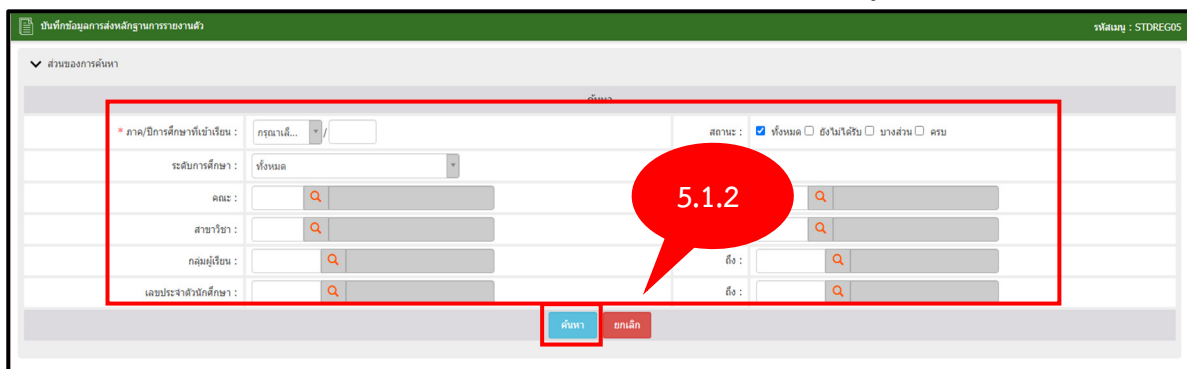 บันทึกข้อมูลการส่งหลักฐานการรายงานตัว รหัสเมนู : STDREG05
ส่วนของการค้นหา
ค้นหา
* ภาค/ปีการศึกษาที่เข้าเรียน : กรุณาเลื... / สถานะ : ทั้งหมด ยังไม่ได้รับ บางส่วน ครบ
ระดับการศึกษา : ทั้งหมด
คณะ :
5.1.2
สาขาวิชา :
กลุ่มผู้เรียน : ถึง :
เลขประจำตัวนักศึกษา : ถึง :
ค้นหา ยกเลิก